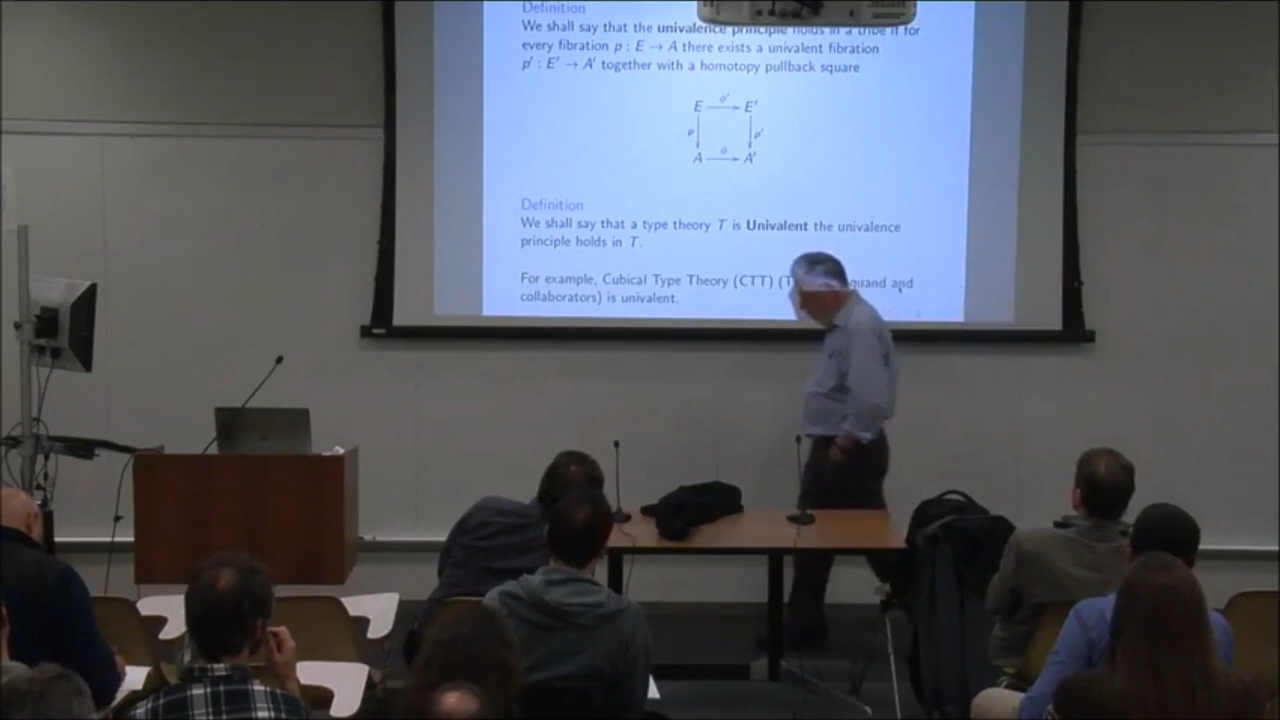 Definition
We shall say that the univalence principle holds in a tribe if for
every fibration p : E → A there exists a univalent fibration
p′ : E′ → A′ together with a homotopy pullback square
E ϕ′ E′
p p′
A ϕ A′
Definition
We shall say that a type theory T is Univalent the univalence
principle holds in T.
For example, Cubical Type Theory (CTT) (T and
collaborators) is univalent.